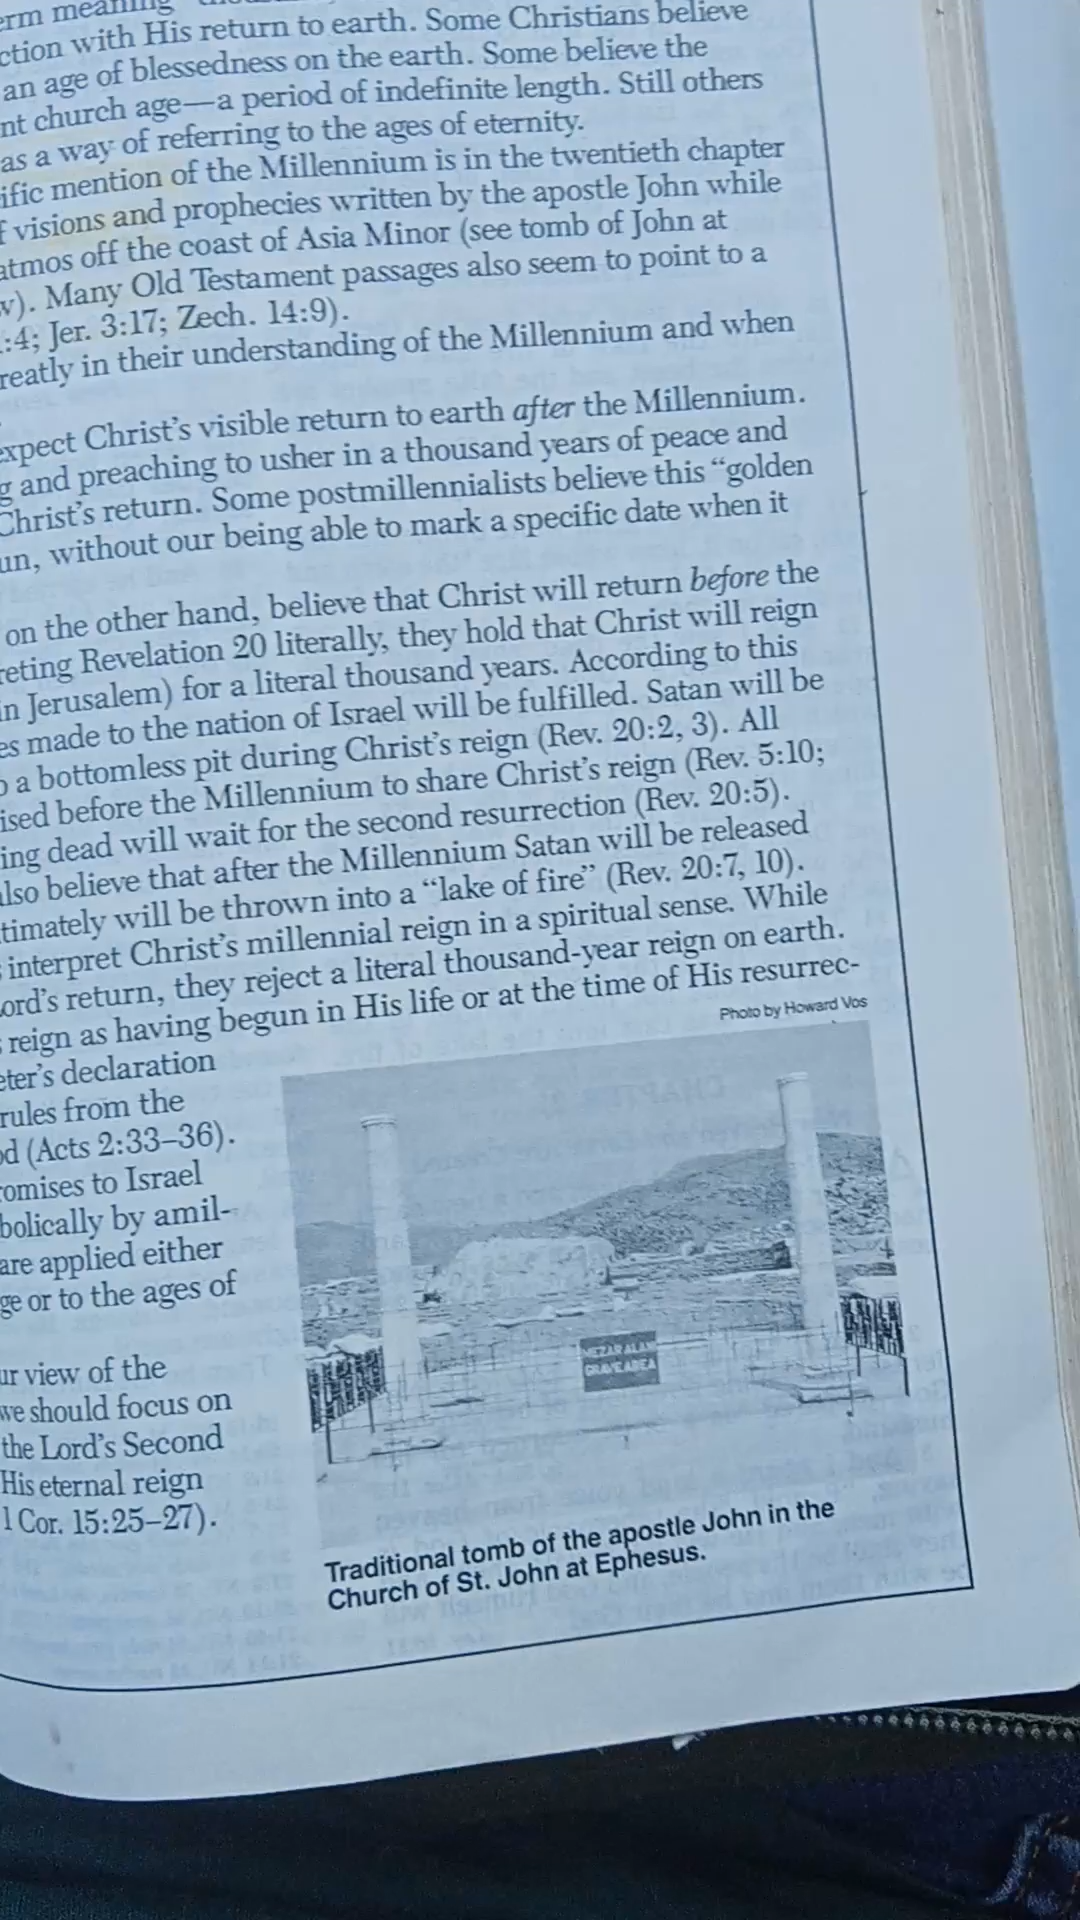 erm meaning
ction with His return to earth. Some Christians believe
an age of blessedness on the earth. Some believe the
nt church age—a period of indefinite length. Still others
as a way of referring to the ages of eternity.
ific mention of the Millennium is in the twentieth chapter
f visions and prophecies written by the apostle John while
atmos off the coast of Asia Minor (see tomb of John at
w). Many Old Testament passages also seem to point to a
:4; Jer. 3:17; Zech. 14:9).
reatly in their understanding of the Millennium and when
expect Christ's visible return to earth after the Millennium.
g and preaching to usher in a thousand years of peace and
Christ's return. Some postmillennialists believe this “golden
un, without our being able to mark a specific date when it
on the other hand, believe that Christ will return before the
reting Revelation 20 literally, they hold that Christ will reign
in Jerusalem) for a literal thousand years. According to this
es made to the nation of Israel will be fulfilled. Satan will be
o a bottomless pit during Christ's reign (Rev. 20:2, 3). All
ised before the Millennium to share Christ's reign (Rev. 5:10;
ing dead will wait for the second resurrection (Rev. 20:5).
also believe that after the Millennium Satan will be released
timately will be thrown into a “lake of fire” (Rev. 20:7, 10).
interpret Christ's millennial reign in a spiritual sense. While
ord's return, they reject a literal thousand-year reign on earth.
reign as having begun in His life or at the time of His resurrec-
Photo by Howard Vos
eter's declaration
rules from the
od (Acts 2:33–36).
romises to Israel
bolically by amil-
are applied either
ge or to the ages of
ur view of the
we should focus on
the Lord's Second
His eternal reign
1 Cor. 15:25–27).
MEZAR ALANI
GRAVE AREA
Traditional tomb of the apostle John in the
Church of St. John at Ephesus.